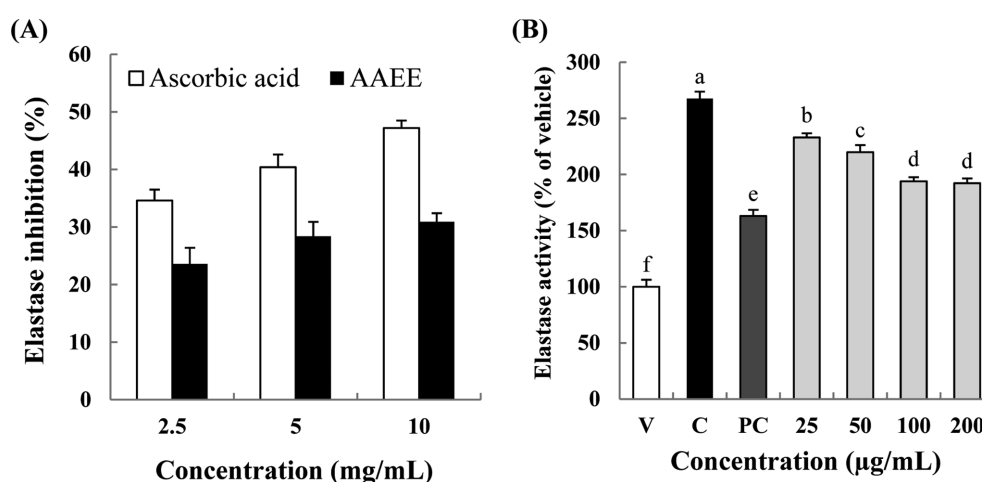 (A)
Elastase inhibition (%)
60
50
40
30
20
10
0
Ascorbic acid AAEE
2.5 5 10
Concentration (mg/mL)
(B)
Elastase activity (% of vehicle)
300
250
200
150
100
50
0
f a e b c d d
V C PC 25 50 100 200
Concentration (μg/mL)